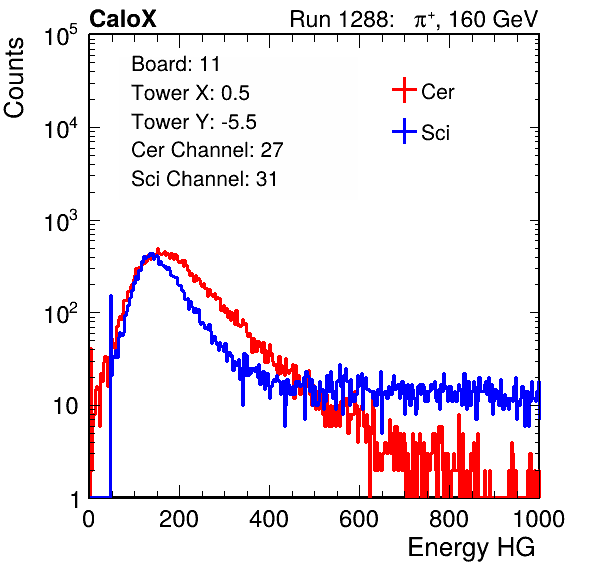 CaloX Run 1288: π⁺, 160 GeV
Counts
10⁵
10⁴
10³
10²
10
1
Board: 11
Tower X: 0.5
Tower Y: -5.5
Cer Channel: 27
Sci Channel: 31
Cer
Sci
0 200 400 600 800 1000
Energy HG